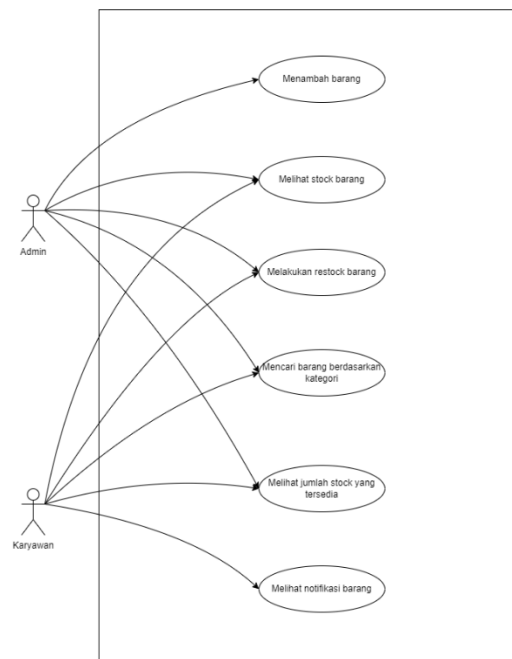 Menambah barang
Melihat stock barang
Admin
Melakukan restock barang
Mencari barang berdasarkan
kategori
Melihat jumlah stock yang
tersedia
Karyawan
Melihat notifikasi barang